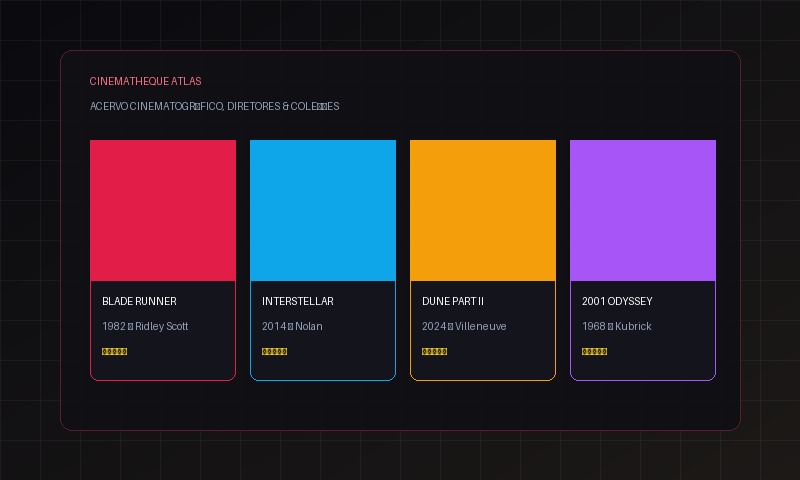 CINEMATHEQUE ATLAS
ACERVO CINEMATOGR▯FICO, DIRETORES & COLE▯▯ES
BLADE RUNNER
1982 ▯ Ridley Scott
▯▯▯▯▯
INTERSTELLAR
2014 ▯ Nolan
▯▯▯▯▯
DUNE PART II
2024 ▯ Villeneuve
▯▯▯▯▯
2001 ODYSSEY
1968 ▯ Kubrick
▯▯▯▯▯